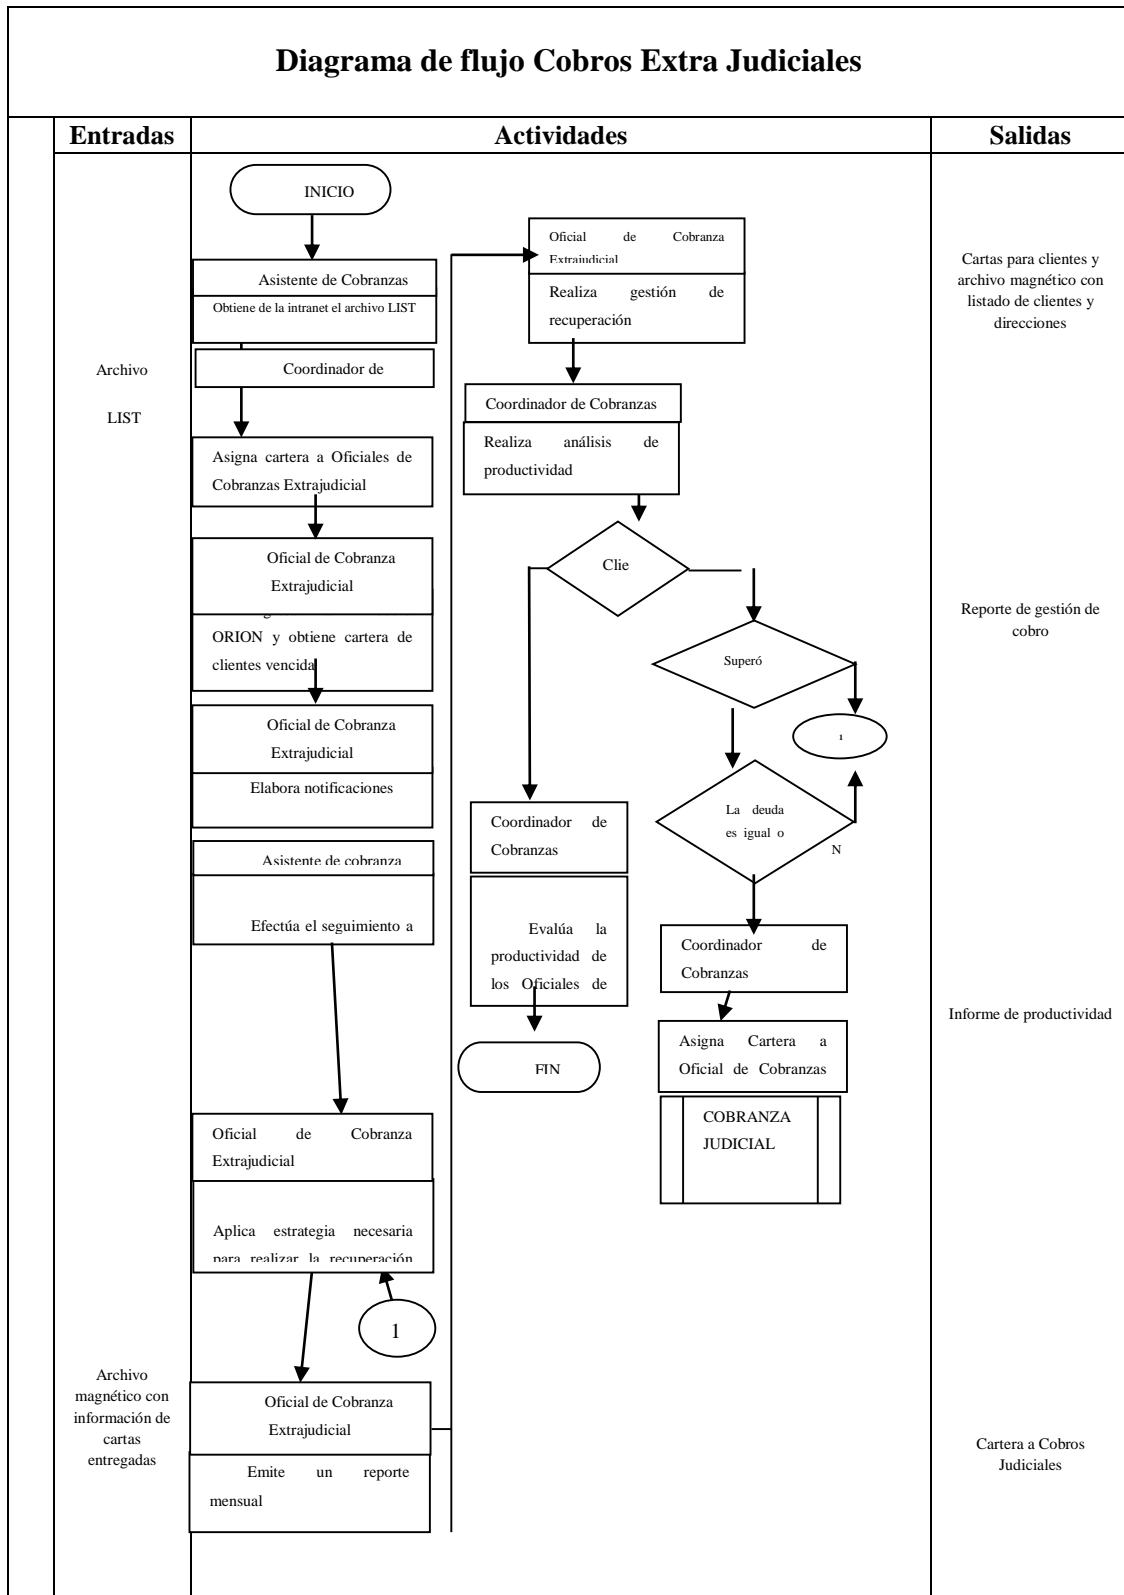 Diagrama de flujo Cobros Extra Judiciales
Entradas
Actividades
Salidas
INICIO
Asistente de Cobranzas
Obtiene de la intranet el archivo LIST
Coordinador de
Asigna cartera a Oficiales de
Cobranzas Extrajudicial
Oficial de Cobranza
Extrajudicial
ORION y obtiene cartera de
clientes vencida
Oficial de Cobranza
Extrajudicial
Elabora notificaciones
Asistente de cobranza
Efectúa el seguimiento a
Oficial de Cobranza
Extrajudicial
Aplica estrategia necesaria
para realizar la recuperación
1
Oficial de Cobranza
Extrajudicial
Emite un reporte
mensual
Oficial de Cobranza
Extrajudicial
Realiza gestión de
recuperación
Coordinador de Cobranzas
Realiza análisis de
productividad
Clie
Superó
1
La deuda
es igual o
N
Coordinador de
Cobranzas
Evalúa la
productividad de
los Oficiales de
FIN
Coordinador de
Cobranzas
Asigna Cartera a
Oficial de Cobranzas
COBRANZA
JUDICIAL
Archivo
LIST
Archivo
magnético con
información de
cartas
entregadas
Cartas para clientes y
archivo magnético con
listado de clientes y
direcciones
Reporte de gestión de
cobro
Informe de productividad
Cartera a Cobros
Judiciales